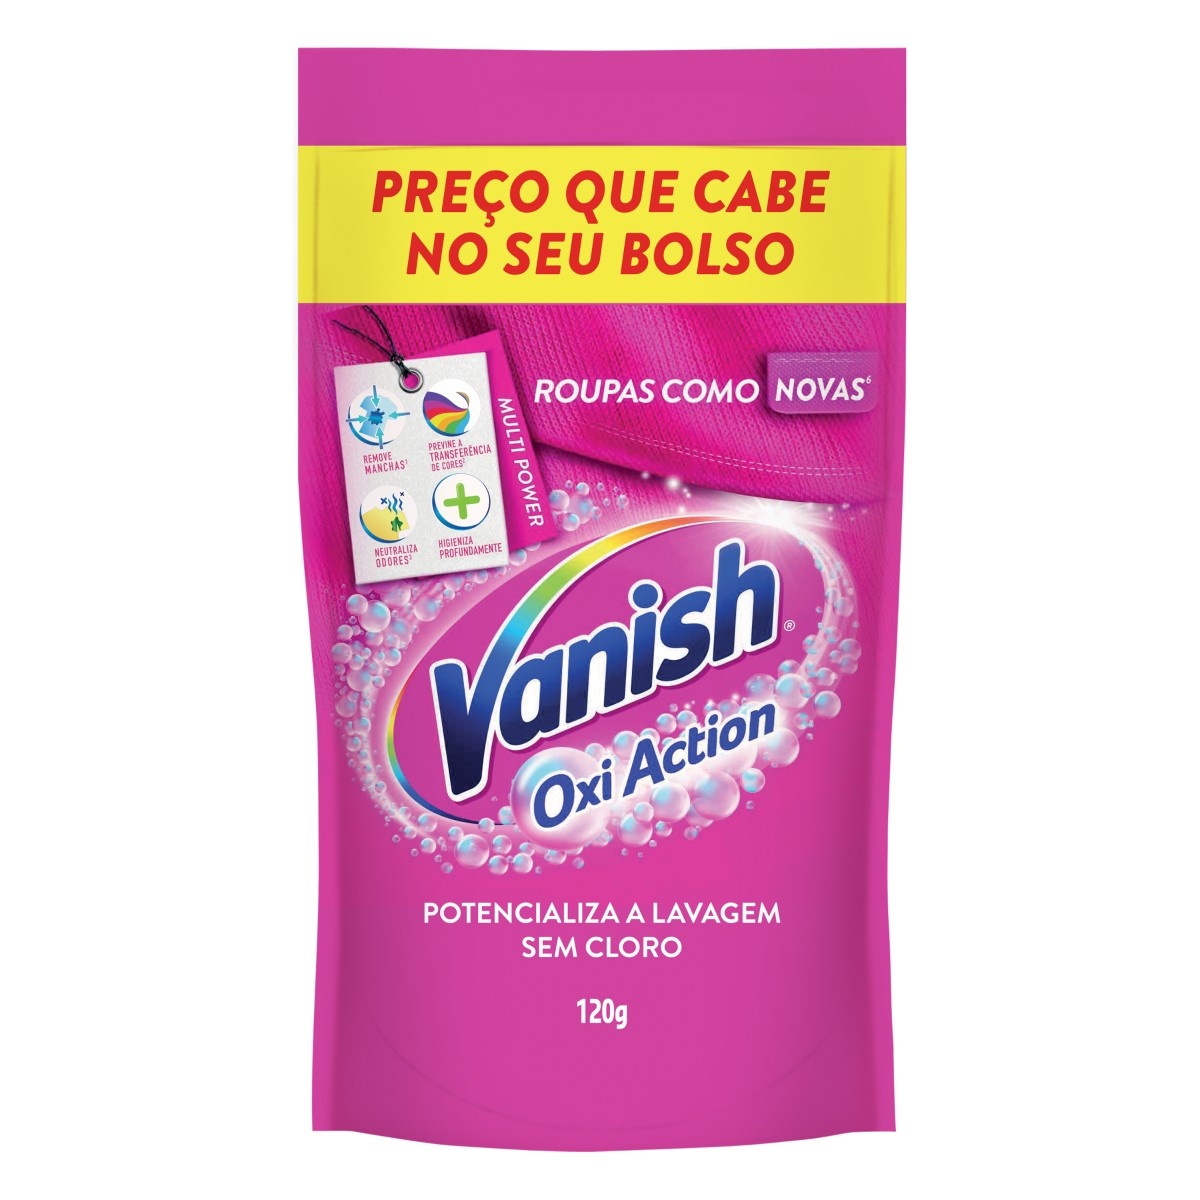 PREÇO QUE CABE
NO SEU BOLSO
ROUPAS COMO NOVAS⁶
MULTI POWER
REMOVE
MANCHAS¹
PREVINE A
TRANSFERÊNCIA
DE CORES²
NEUTRALIZA
ODORES³
HIGIENIZA
PROFUNDAMENTE
Vanish®
Oxi Action
POTENCIALIZA A LAVAGEM
SEM CLORO
120g